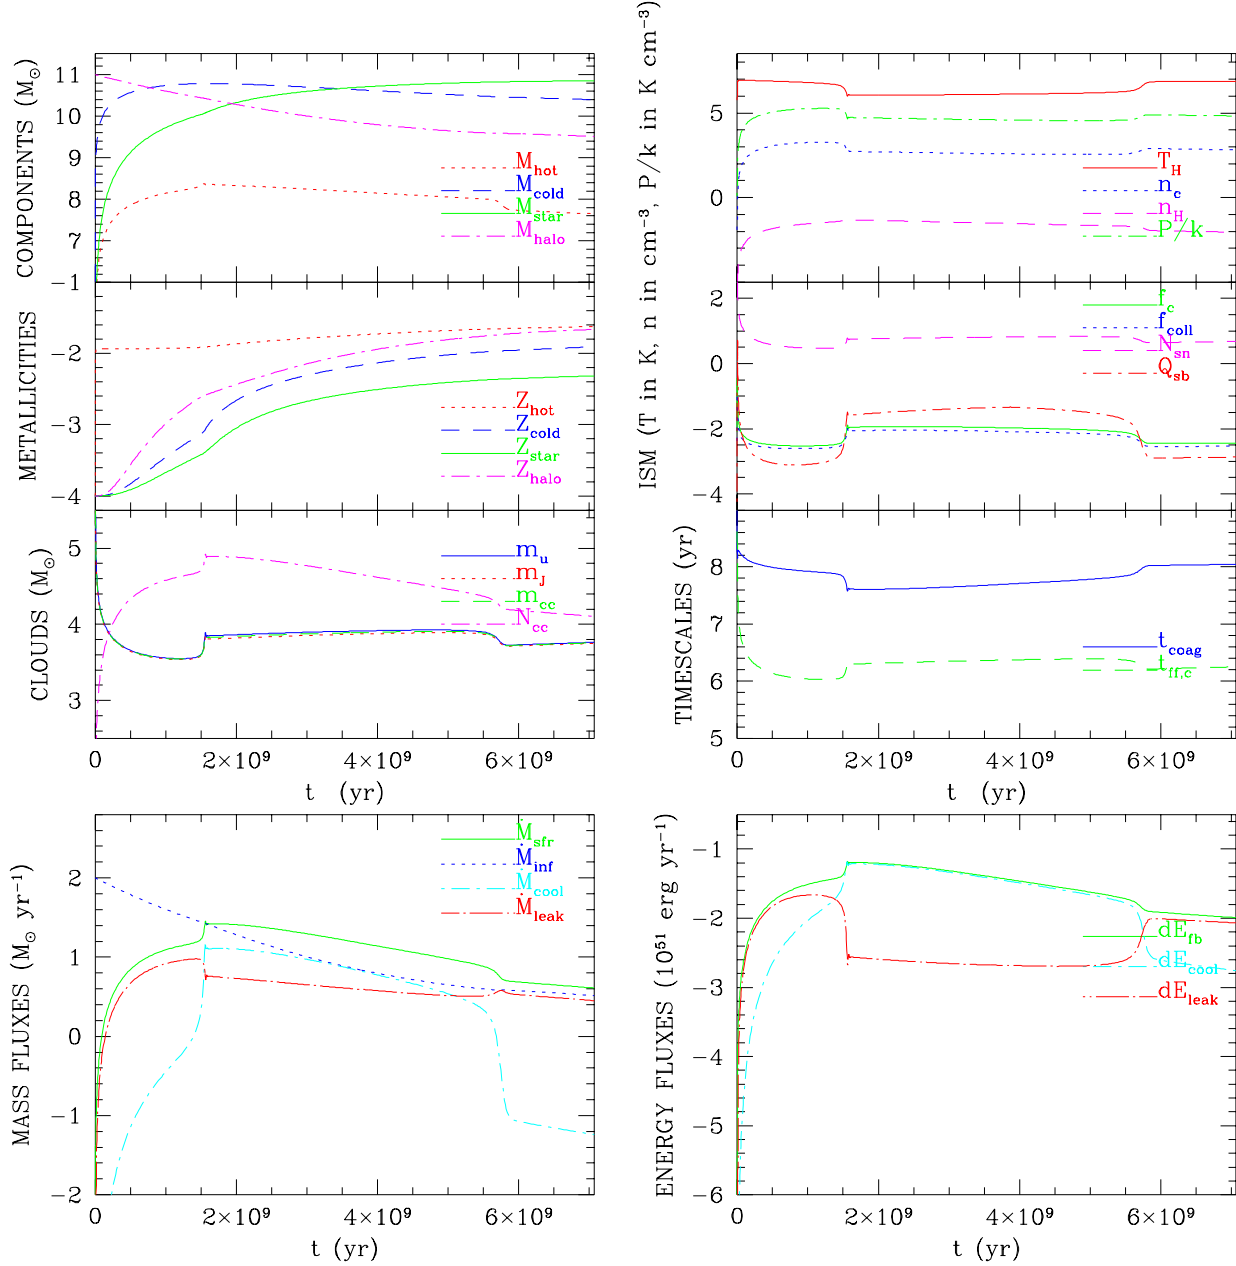 COMPONENTS (M⊙)
11
10
9
8
7
M_hot
M_cold
M_star
M_halo
METALLICITIES
−1
−2
−3
−4
Z_hot
Z_cold
Z_star
Z_halo
CLOUDS (M⊙)
5
4
3
m_u
m_J
m_cc
N_cc
0
2×10⁹
4×10⁹
6×10⁹
t (yr)
ISM (T in K, n in cm⁻³, P/k in K cm⁻³)
5
0
T_H
n_c
n_H
P/k
2
0
−2
−4
f_c
f_coll
N_sn
Q_sb
TIMESCALES (yr)
8
7
6
5
t_coag
t_ff,c
0
2×10⁹
4×10⁹
6×10⁹
t (yr)
MASS FLUXES (M⊙ yr⁻¹)
2
1
0
−1
−2
Ṁ_sfr
Ṁ_inf
Ṁ_cool
Ṁ_leak
0
2×10⁹
4×10⁹
6×10⁹
t (yr)
ENERGY FLUXES (10⁵¹ erg yr⁻¹)
−1
−2
−3
−4
−5
−6
dE_fb
dE_cool
dE_leak
0
2×10⁹
4×10⁹
6×10⁹
t (yr)